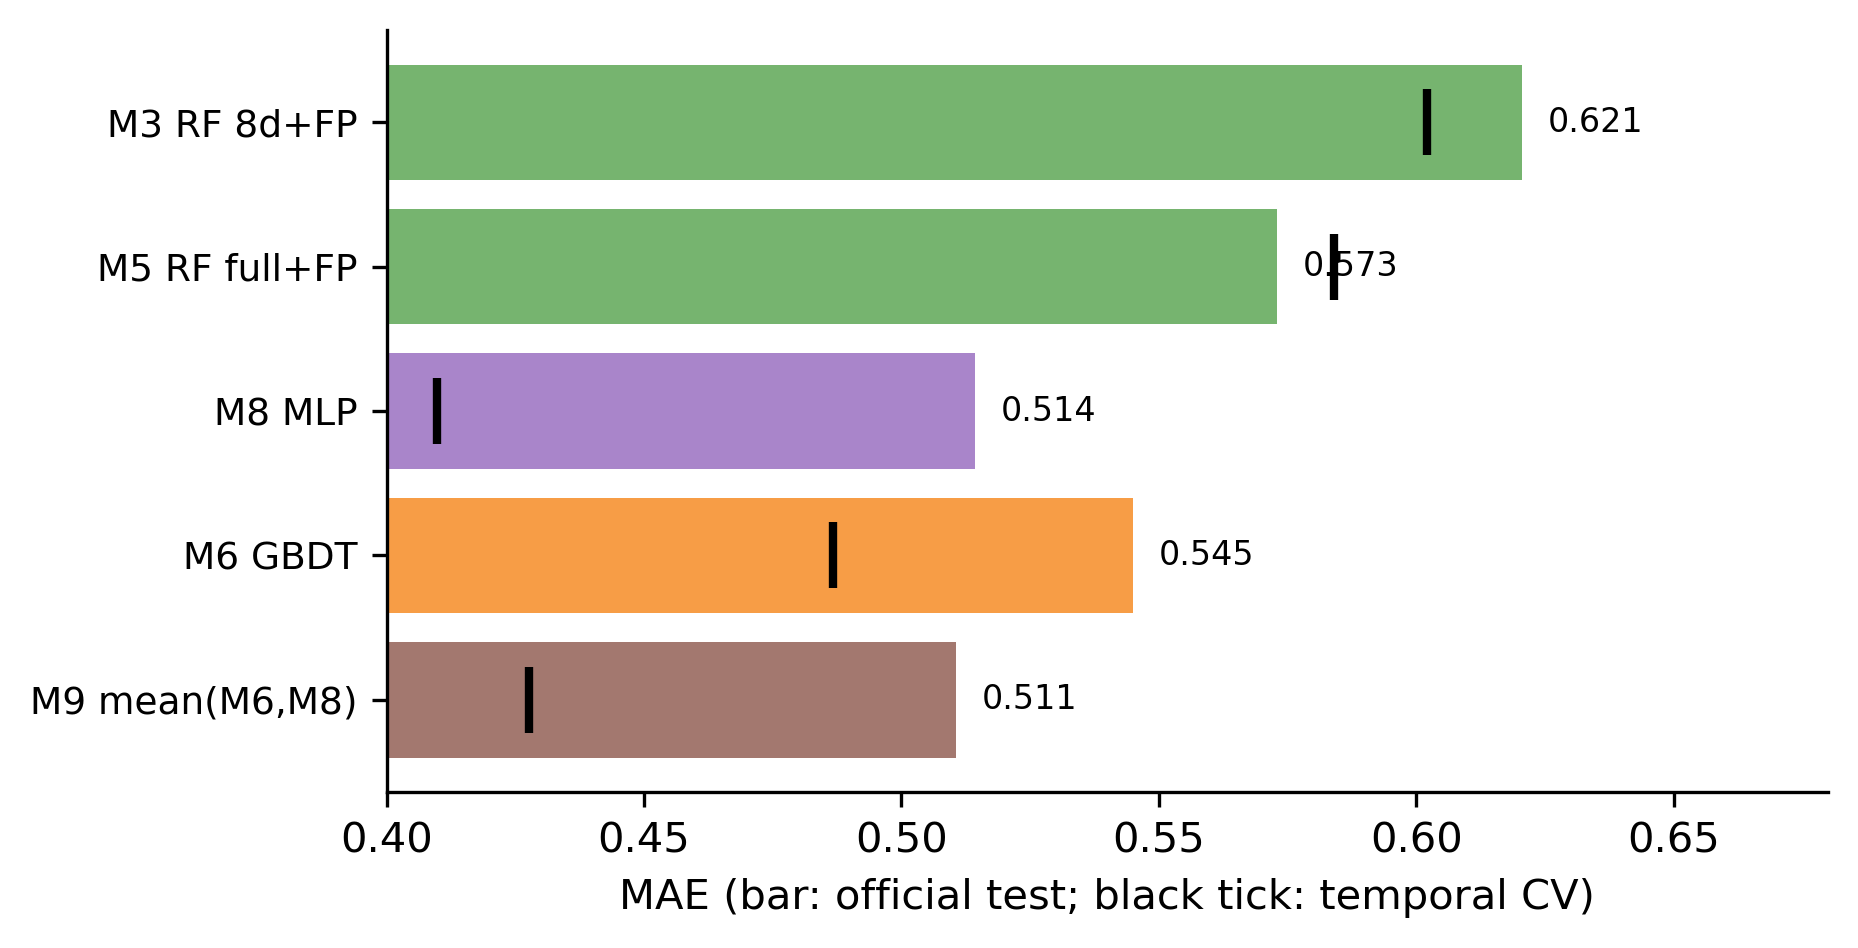 M3 RF 8d+FP
0.621
M5 RF full+FP
0.573
M8 MLP
0.514
M6 GBDT
0.545
M9 mean(M6,M8)
0.511
0.40 0.45 0.50 0.55 0.60 0.65
MAE (bar: official test; black tick: temporal CV)